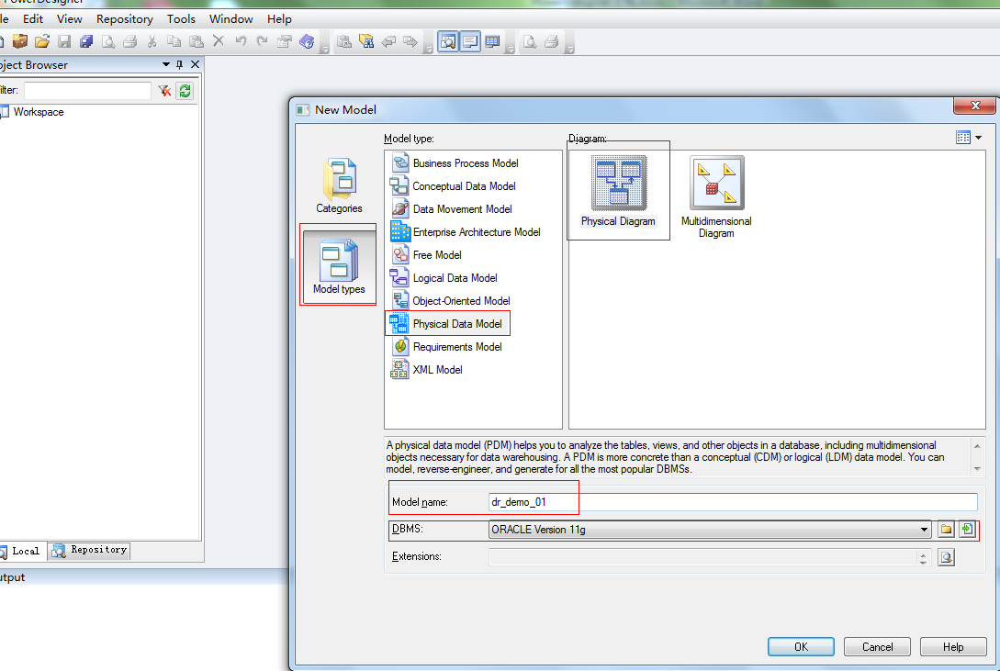 PowerDesigner
le Edit View Repository Tools Window Help
bject Browser
ilter:
Workspace
Local Repository
utput
New Model
Model type:
Diagram:
Categories
Model types
Business Process Model
Conceptual Data Model
Data Movement Model
Enterprise Architecture Model
Free Model
Logical Data Model
Object-Oriented Model
Physical Data Model
Requirements Model
XML Model
Physical Diagram
Multidimensional
Diagram
A physical data model (PDM) helps you to analyze the tables, views, and other objects in a database, including multidimensional
objects necessary for data warehousing. A PDM is more concrete than a conceptual (CDM) or logical (LDM) data model. You can
model, reverse-engineer, and generate for all the most popular DBMSs.
Model name: dr_demo_01
DBMS: ORACLE Version 11g
Extensions:
OK Cancel Help